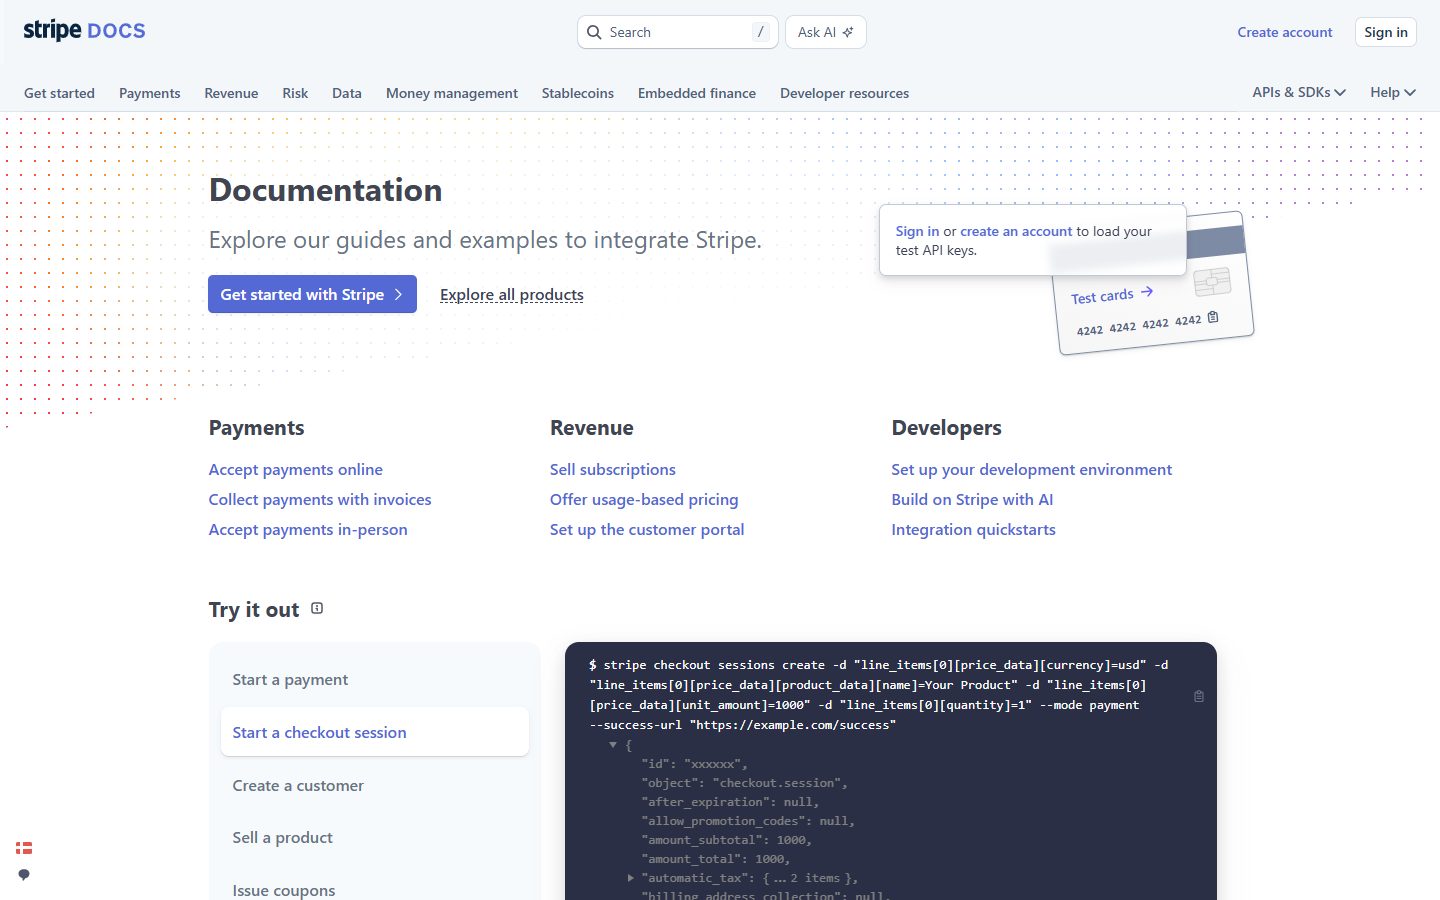 stripe DOCS
Search
/
Ask AI
Create account
Sign in
Get started
Payments
Revenue
Risk
Data
Money management
Stablecoins
Embedded finance
Developer resources
APIs & SDKs
Help
Documentation
Explore our guides and examples to integrate Stripe.
Get started with Stripe
Explore all products
Sign in or create an account to load your
test API keys.
Test cards
4242 4242 4242 4242
Payments
Accept payments online
Collect payments with invoices
Accept payments in-person
Revenue
Sell subscriptions
Offer usage-based pricing
Set up the customer portal
Developers
Set up your development environment
Build on Stripe with AI
Integration quickstarts
Try it out
Start a payment
Start a checkout session
Create a customer
Sell a product
Issue coupons
$ stripe checkout sessions create -d "line_items[0][price_data][currency]=usd" -d
"line_items[0][price_data][product_data][name]=Your Product" -d "line_items[0]
[price_data][unit_amount]=1000" -d "line_items[0][quantity]=1" --mode payment
--success-url "https://example.com/success"
{
"id": "xxxxxx",
"object": "checkout.session",
"after_expiration": null,
"allow_promotion_codes": null,
"amount_subtotal": 1000,
"amount_total": 1000,
"automatic_tax": { ... 2 items },
"billing_address_collection": null,